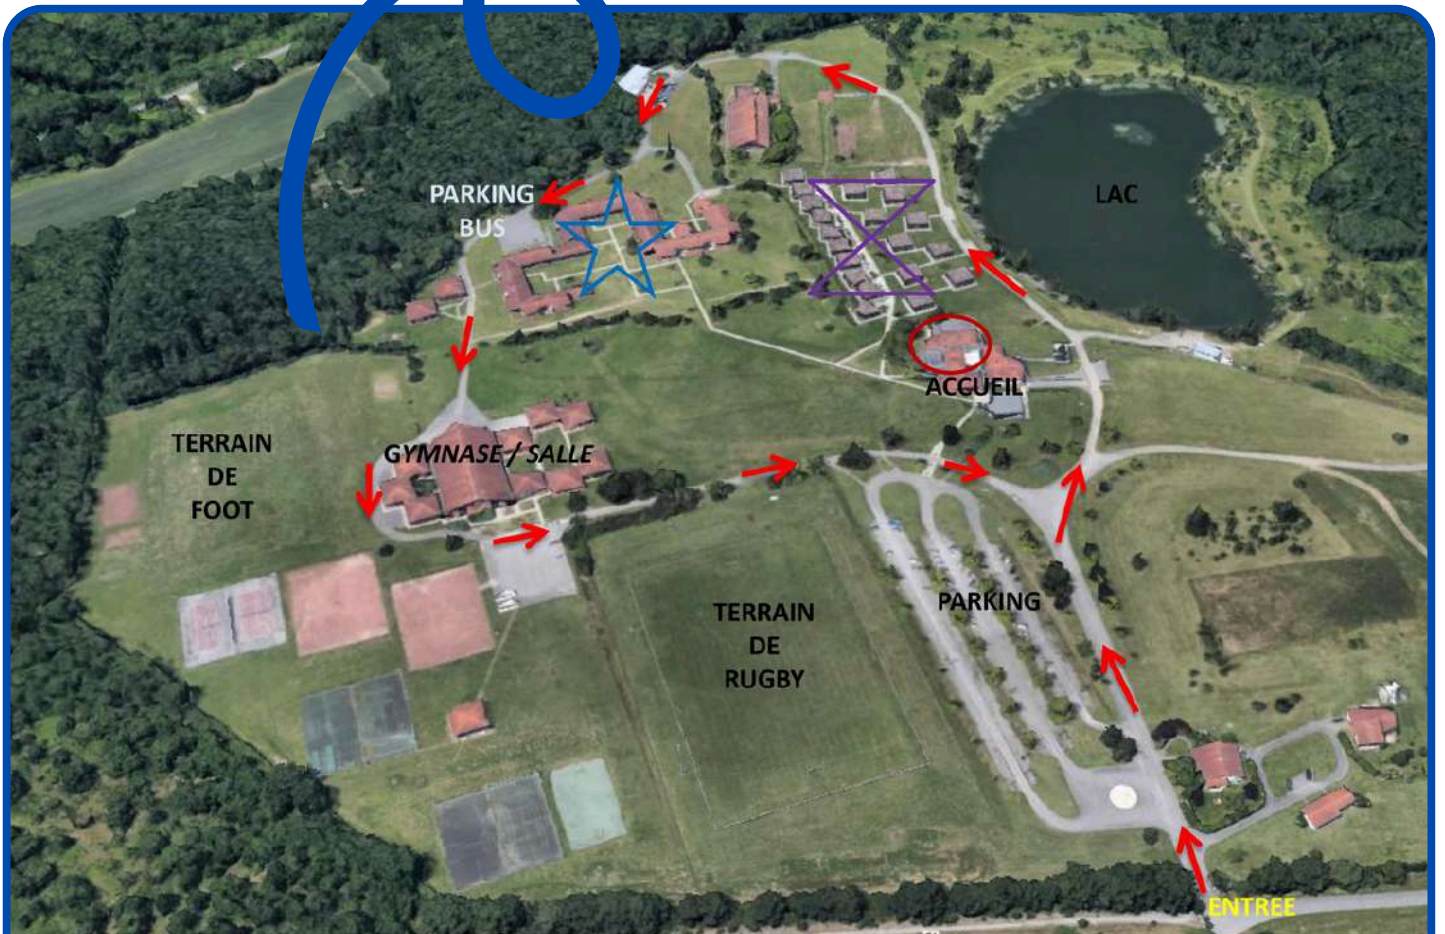 PARKING
BUS
LAC
ACCUEIL
TERRAIN
DE
FOOT
GYMNASE / SALLE
TERRAIN
DE
RUGBY
PARKING
ENTREE